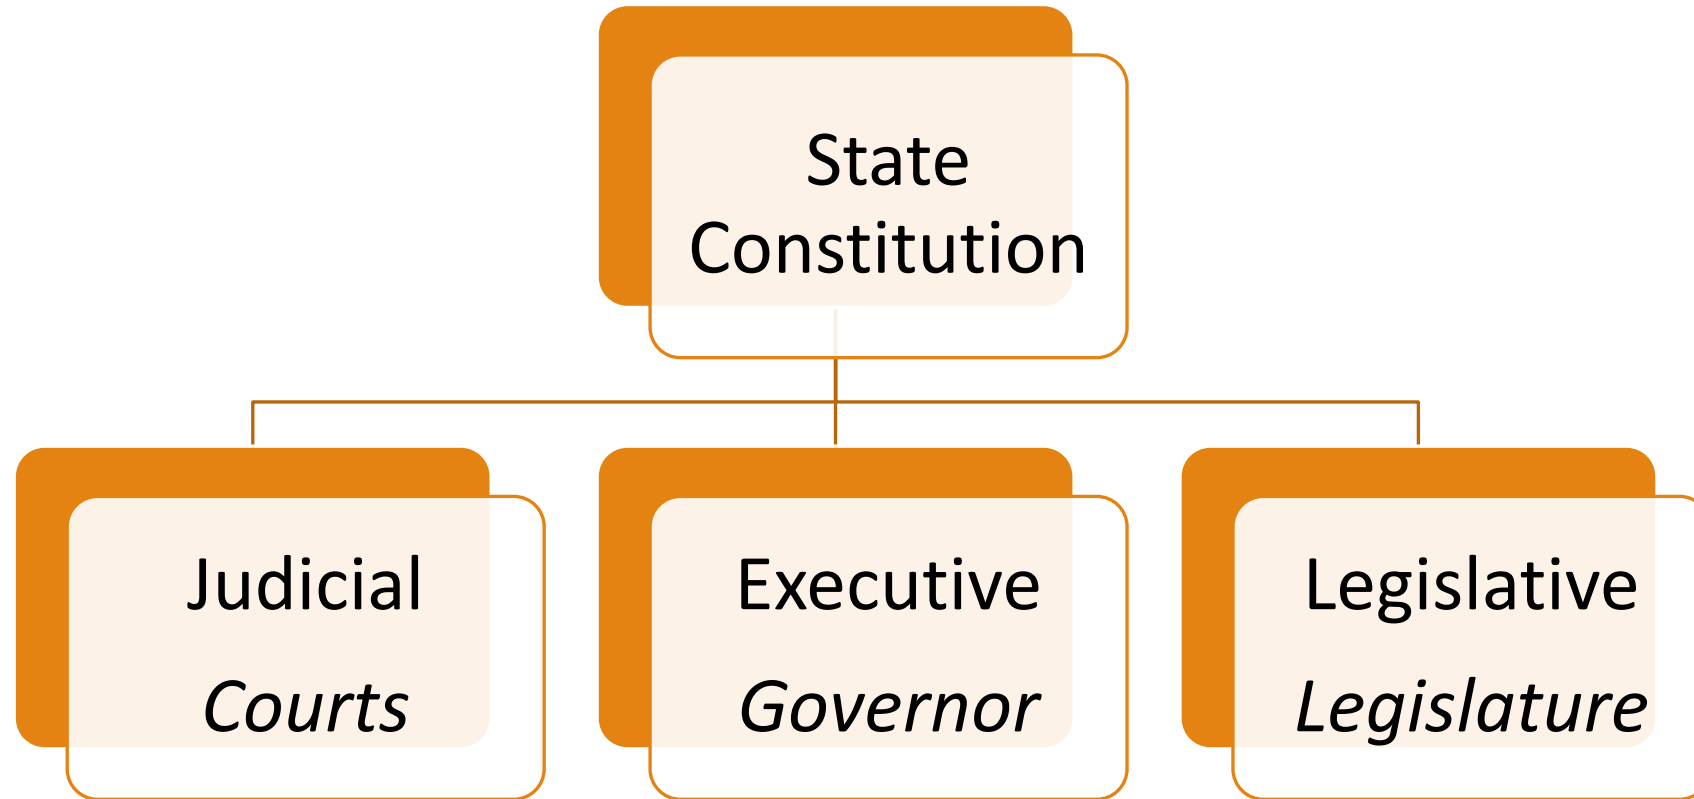 State
Constitution
Judicial
Courts
Executive
Governor
Legislative
Legislature